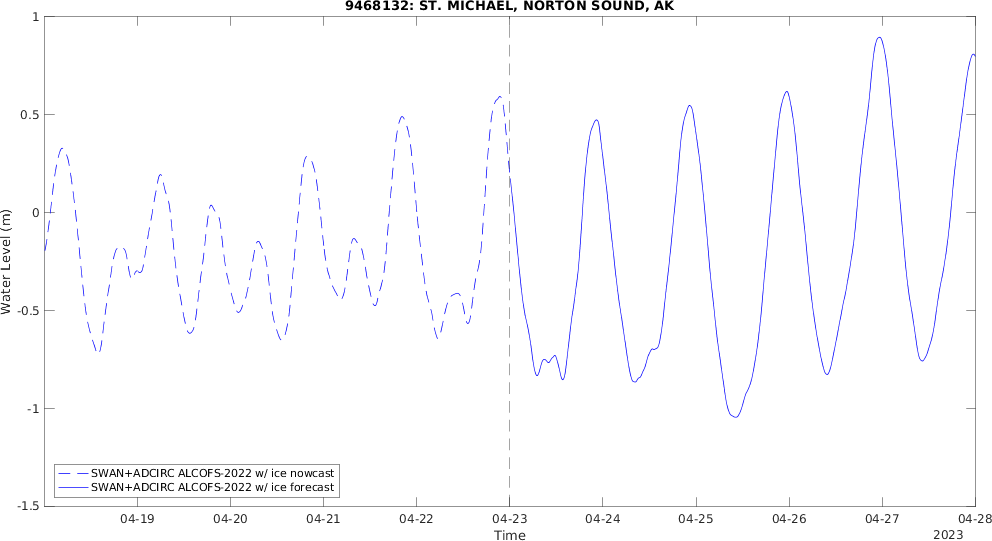 9468132: ST. MICHAEL, NORTON SOUND, AK
Water Level (m)
1
0.5
0
-0.5
-1
-1.5
SWAN+ADCIRC ALCOFS-2022 w/ ice nowcast
SWAN+ADCIRC ALCOFS-2022 w/ ice forecast
04-19 04-20 04-21 04-22 04-23 04-24 04-25 04-26 04-27 04-28
Time
2023